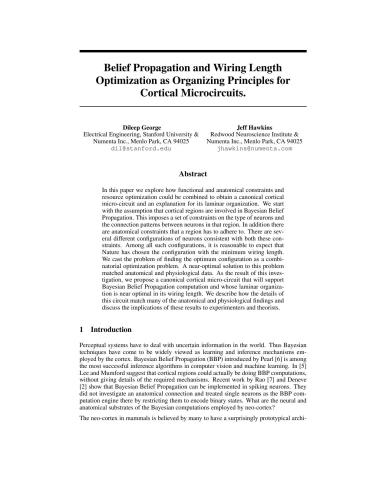 Belief Propagation and Wiring Length
Optimization as Organizing Principles for
Cortical Microcircuits.
Dileep George
Electrical Engineering, Stanford University &
Numenta Inc., Menlo Park, CA 94025
dil@stanford.edu
Jeff Hawkins
Redwood Neuroscience Institute &
Numenta Inc., Menlo Park, CA 94025
jhawkins@numenta.com
Abstract
In this paper we explore how functional and anatomical constraints and
resource optimization could be combined to obtain a canonical cortical
micro-circuit and an explanation for its laminar organization. We start
with the assumption that cortical regions are involved in Bayesian Belief
Propagation. This imposes a set of constraints on the type of neurons and
the connection patterns between neurons in that region. In addition there
are anatomical constraints that a region has to adhere to. There are sev-
eral different configurations of neurons consistent with both these con-
straints. Among all such configurations, it is reasonable to expect that
Nature has chosen the configuration with the minimum wiring length.
We cast the problem of finding the optimum configuration as a combi-
natorial optimization problem. A near-optimal solution to this problem
matched anatomical and physiological data. As the result of this inves-
tigation, we propose a canonical cortical micro-circuit that will support
Bayesian Belief Propagation computation and whose laminar organiza-
tion is near optimal in its wiring length. We describe how the details of
this circuit match many of the anatomical and physiological findings and
discuss the implications of these results to experimenters and theorists.
1 Introduction
Perceptual systems have to deal with uncertain information in the world. Thus Bayesian
techniques have come to be widely viewed as learning and inference mechanisms em-
ployed by the cortex. Bayesian Belief Propagation (BBP) introduced by Pearl [6] is among
the most successful inference algorithms in computer vision and machine learning. In [5]
Lee and Mumford suggest that cortical regions could actually be doing BBP computations,
without giving details of the required mechanisms. Recent work by Rao [7] and Deneve
[2] show that Bayesian Belief Propagation can be implemented in spiking neurons. They
did not investigate an anatomical connection and treated single neurons as the BBP com-
putation engine there by restricting them to encode binary states. What are the neural and
anatomical substrates of the Bayesian computations employed by neo-cortex?
The neo-cortex in mammals is believed by many to have a surprisingly prototypical archi-